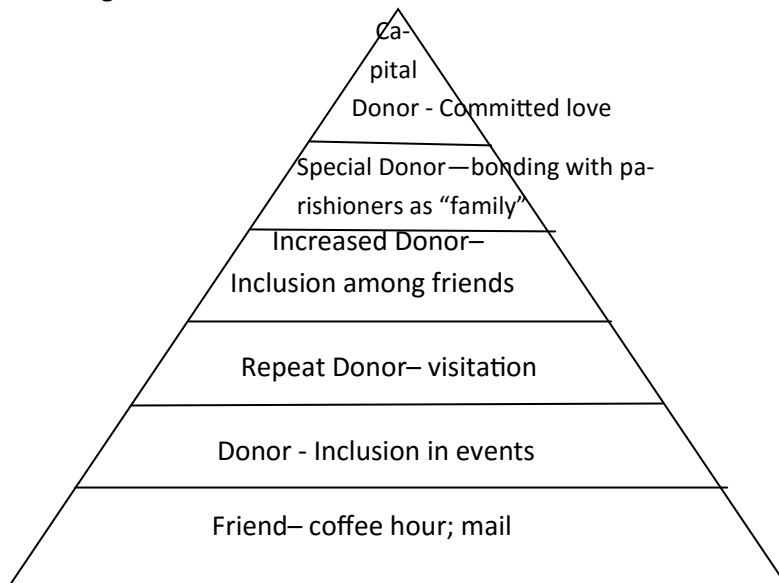 Ca-
pital
Donor - Committed love
Special Donor—bonding with pa-
rishioners as “family”
Increased Donor–
Inclusion among friends
Repeat Donor– visitation
Donor - Inclusion in events
Friend– coffee hour; mail